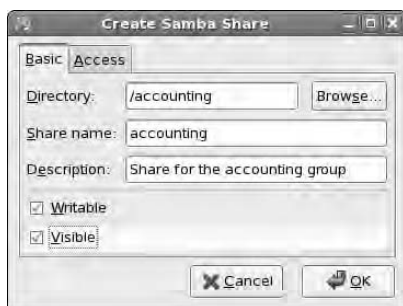 Create Samba Share
Basic Access
Directory: /accounting Browse...
Share name: accounting
Description: Share for the accounting group
Writable
Visible
Cancel OK